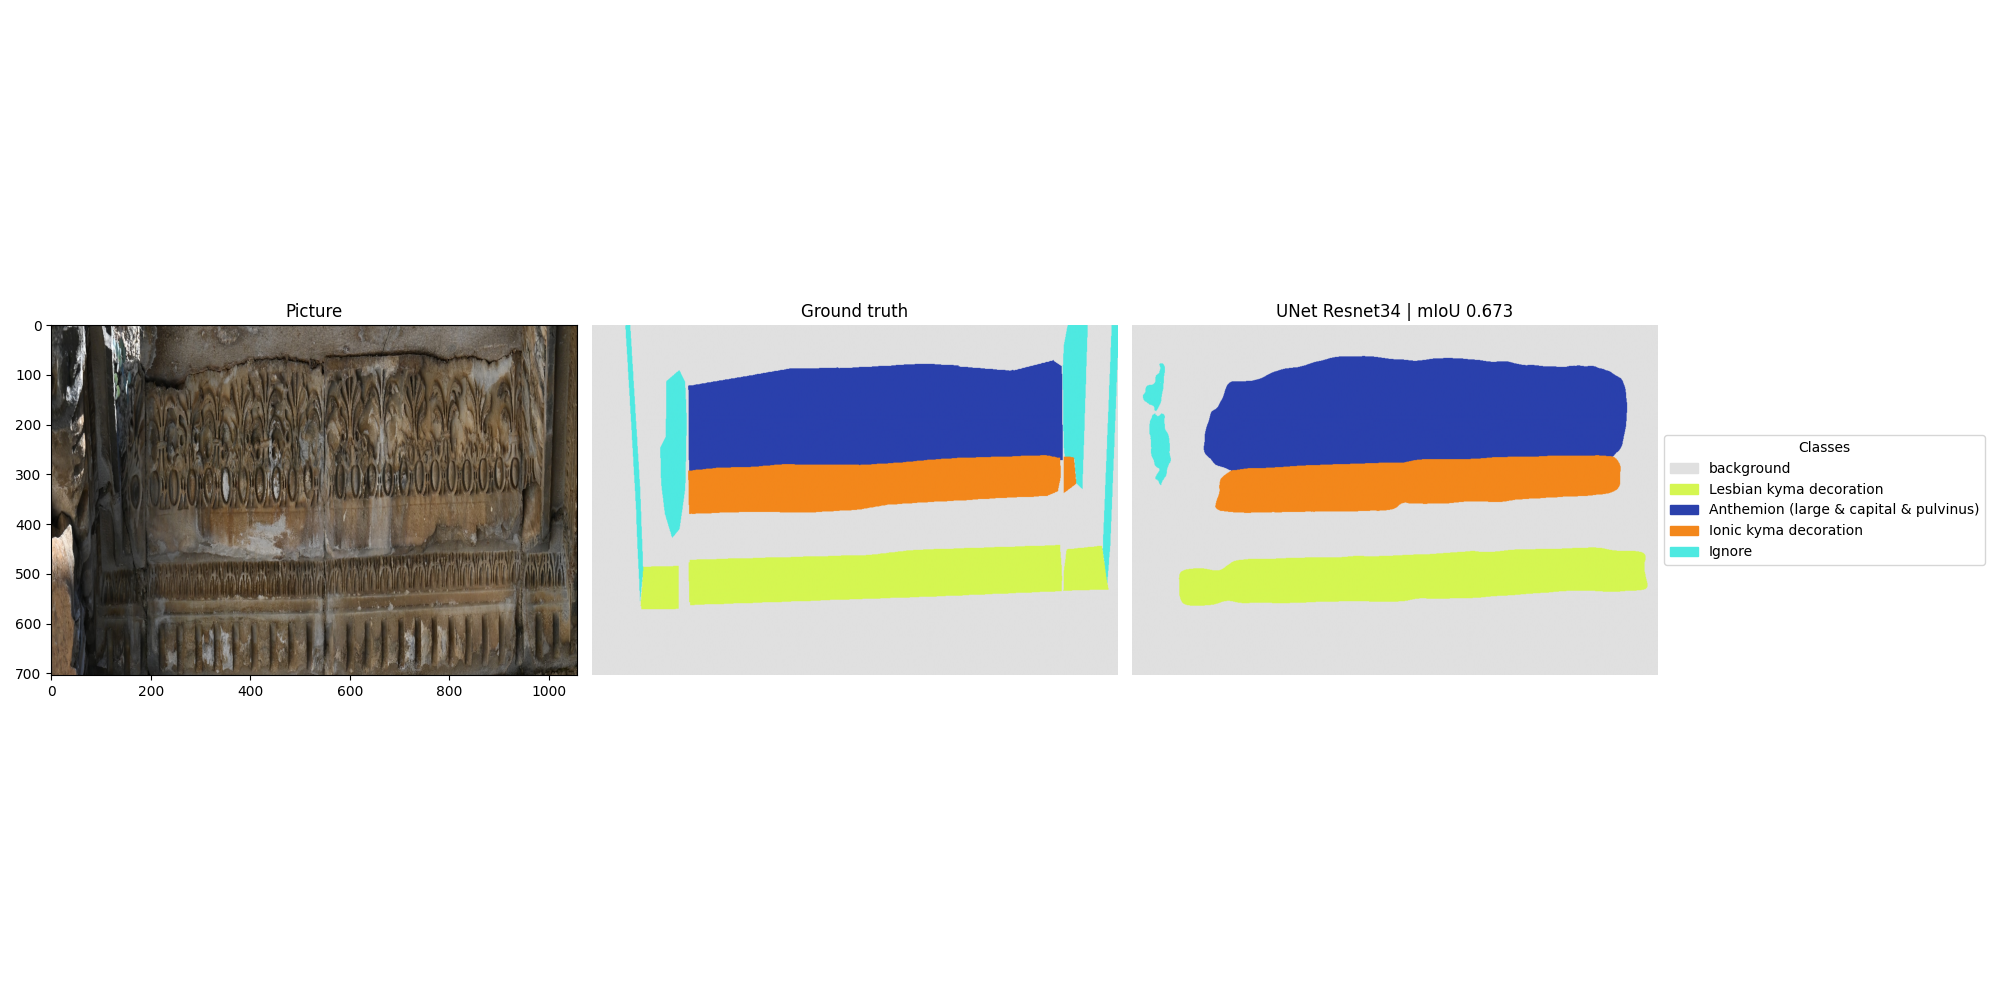 Picture
Ground truth
UNet Resnet34 | mIoU 0.673
0
100
200
300
400
500
600
700
0
200
400
600
800
1000
Classes
background
Lesbian kyma decoration
Anthemion (large & capital & pulvinus)
Ionic kyma decoration
Ignore